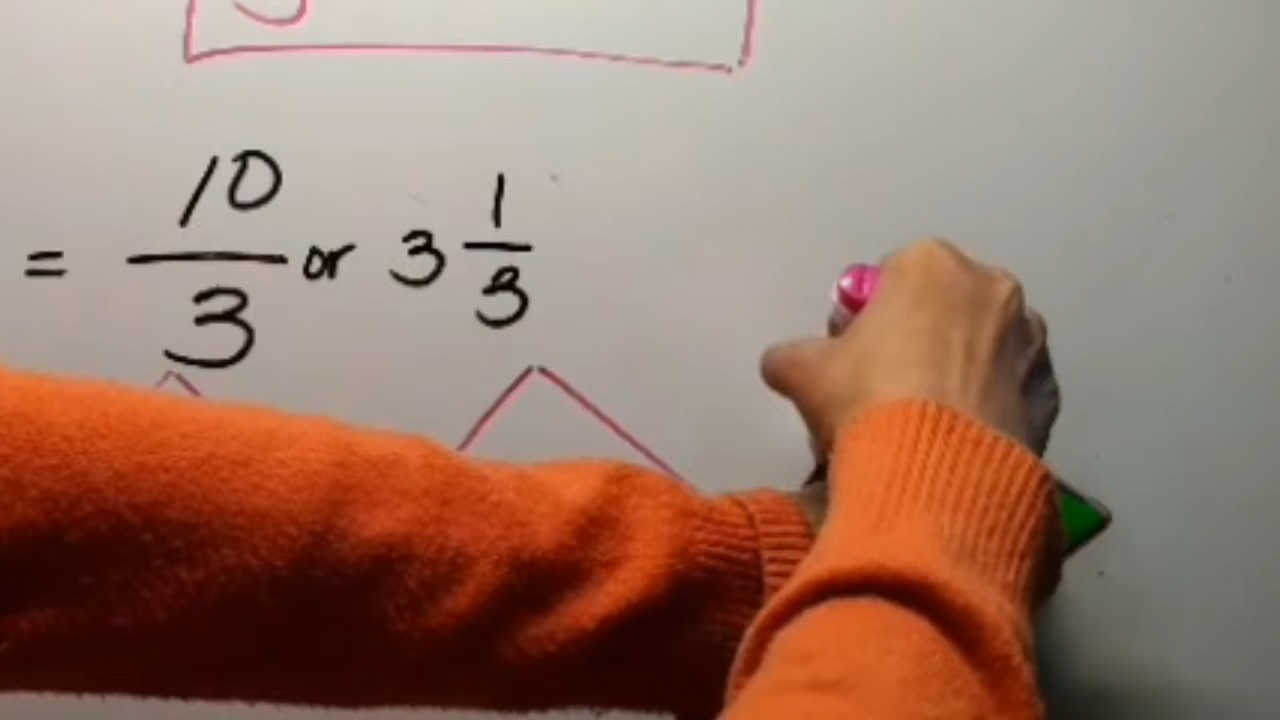 = 10/3 or 3 1/3